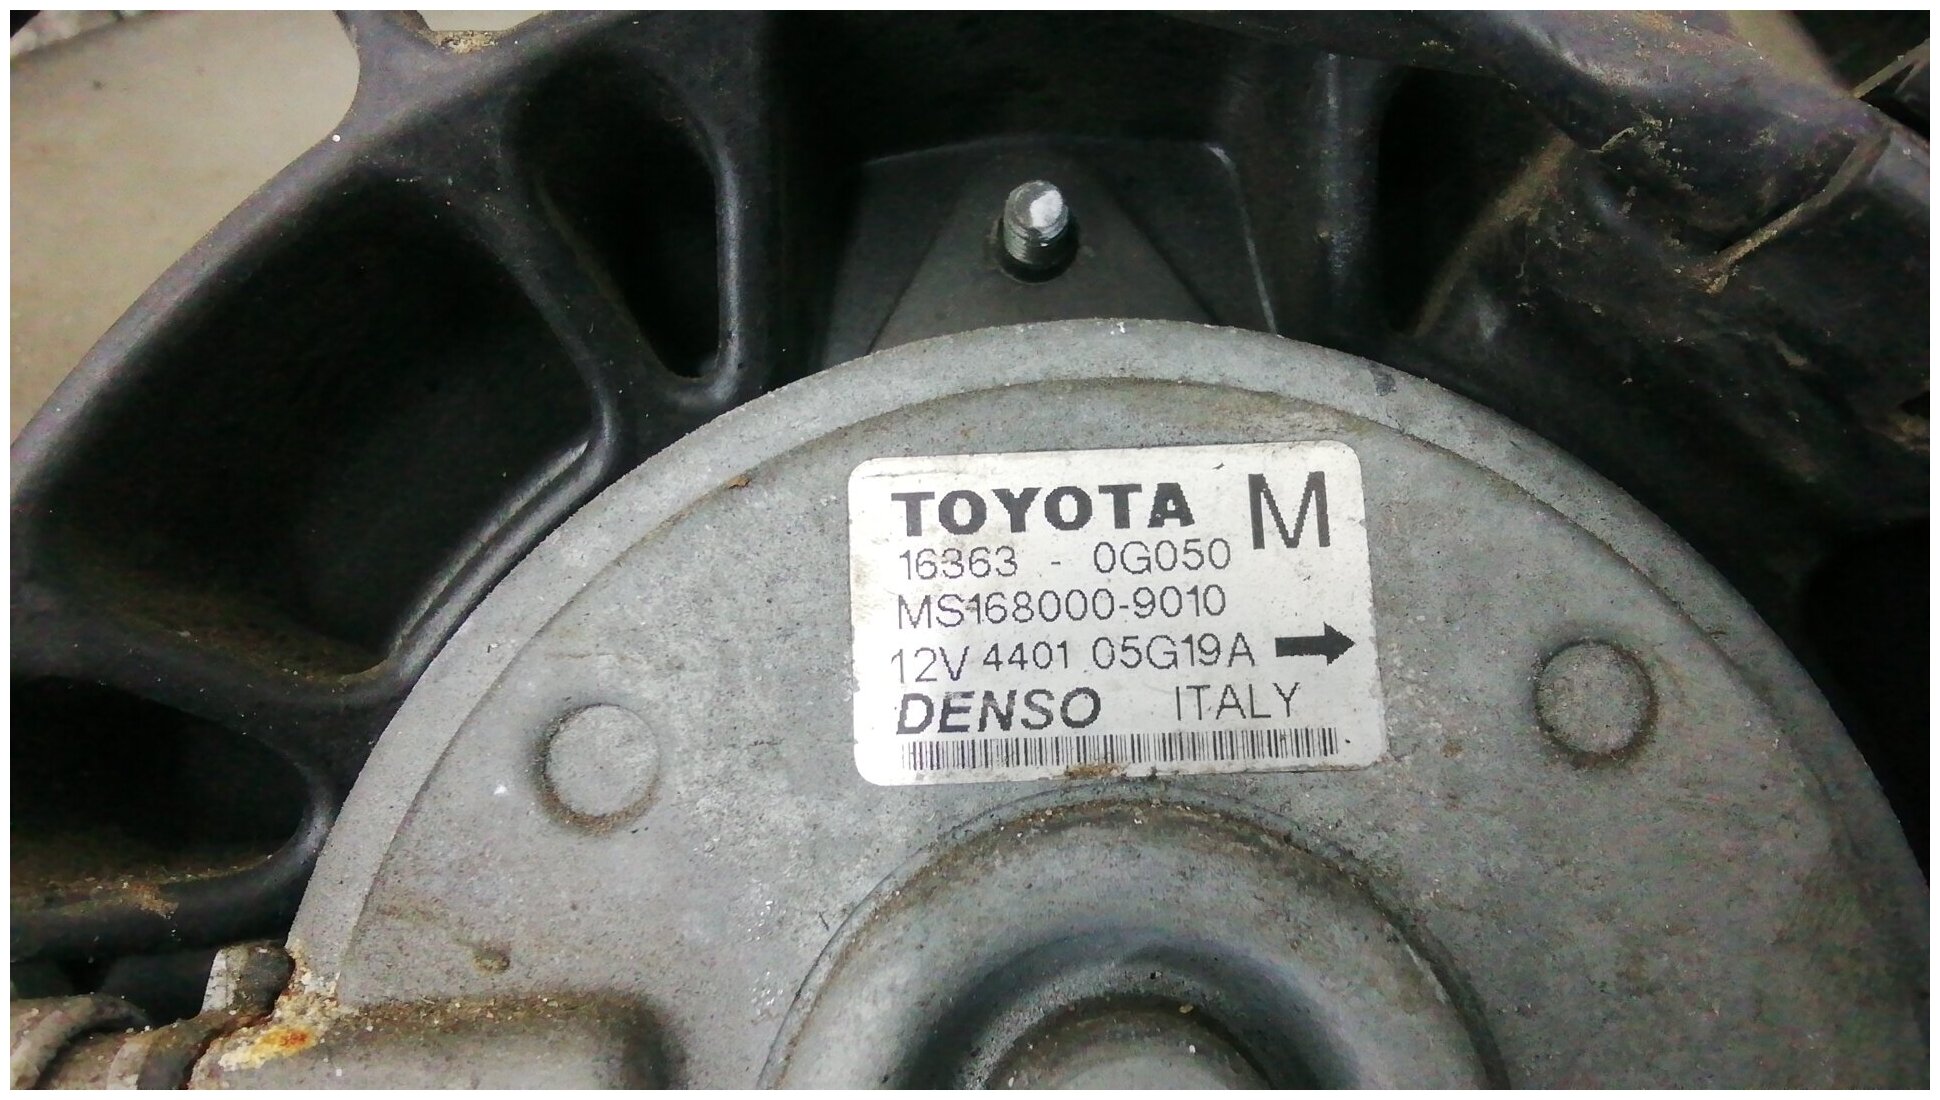 TOYOTA M
16363 - 0G050
MS168000-9010
12V 4401 05G19A
DENSO ITALY